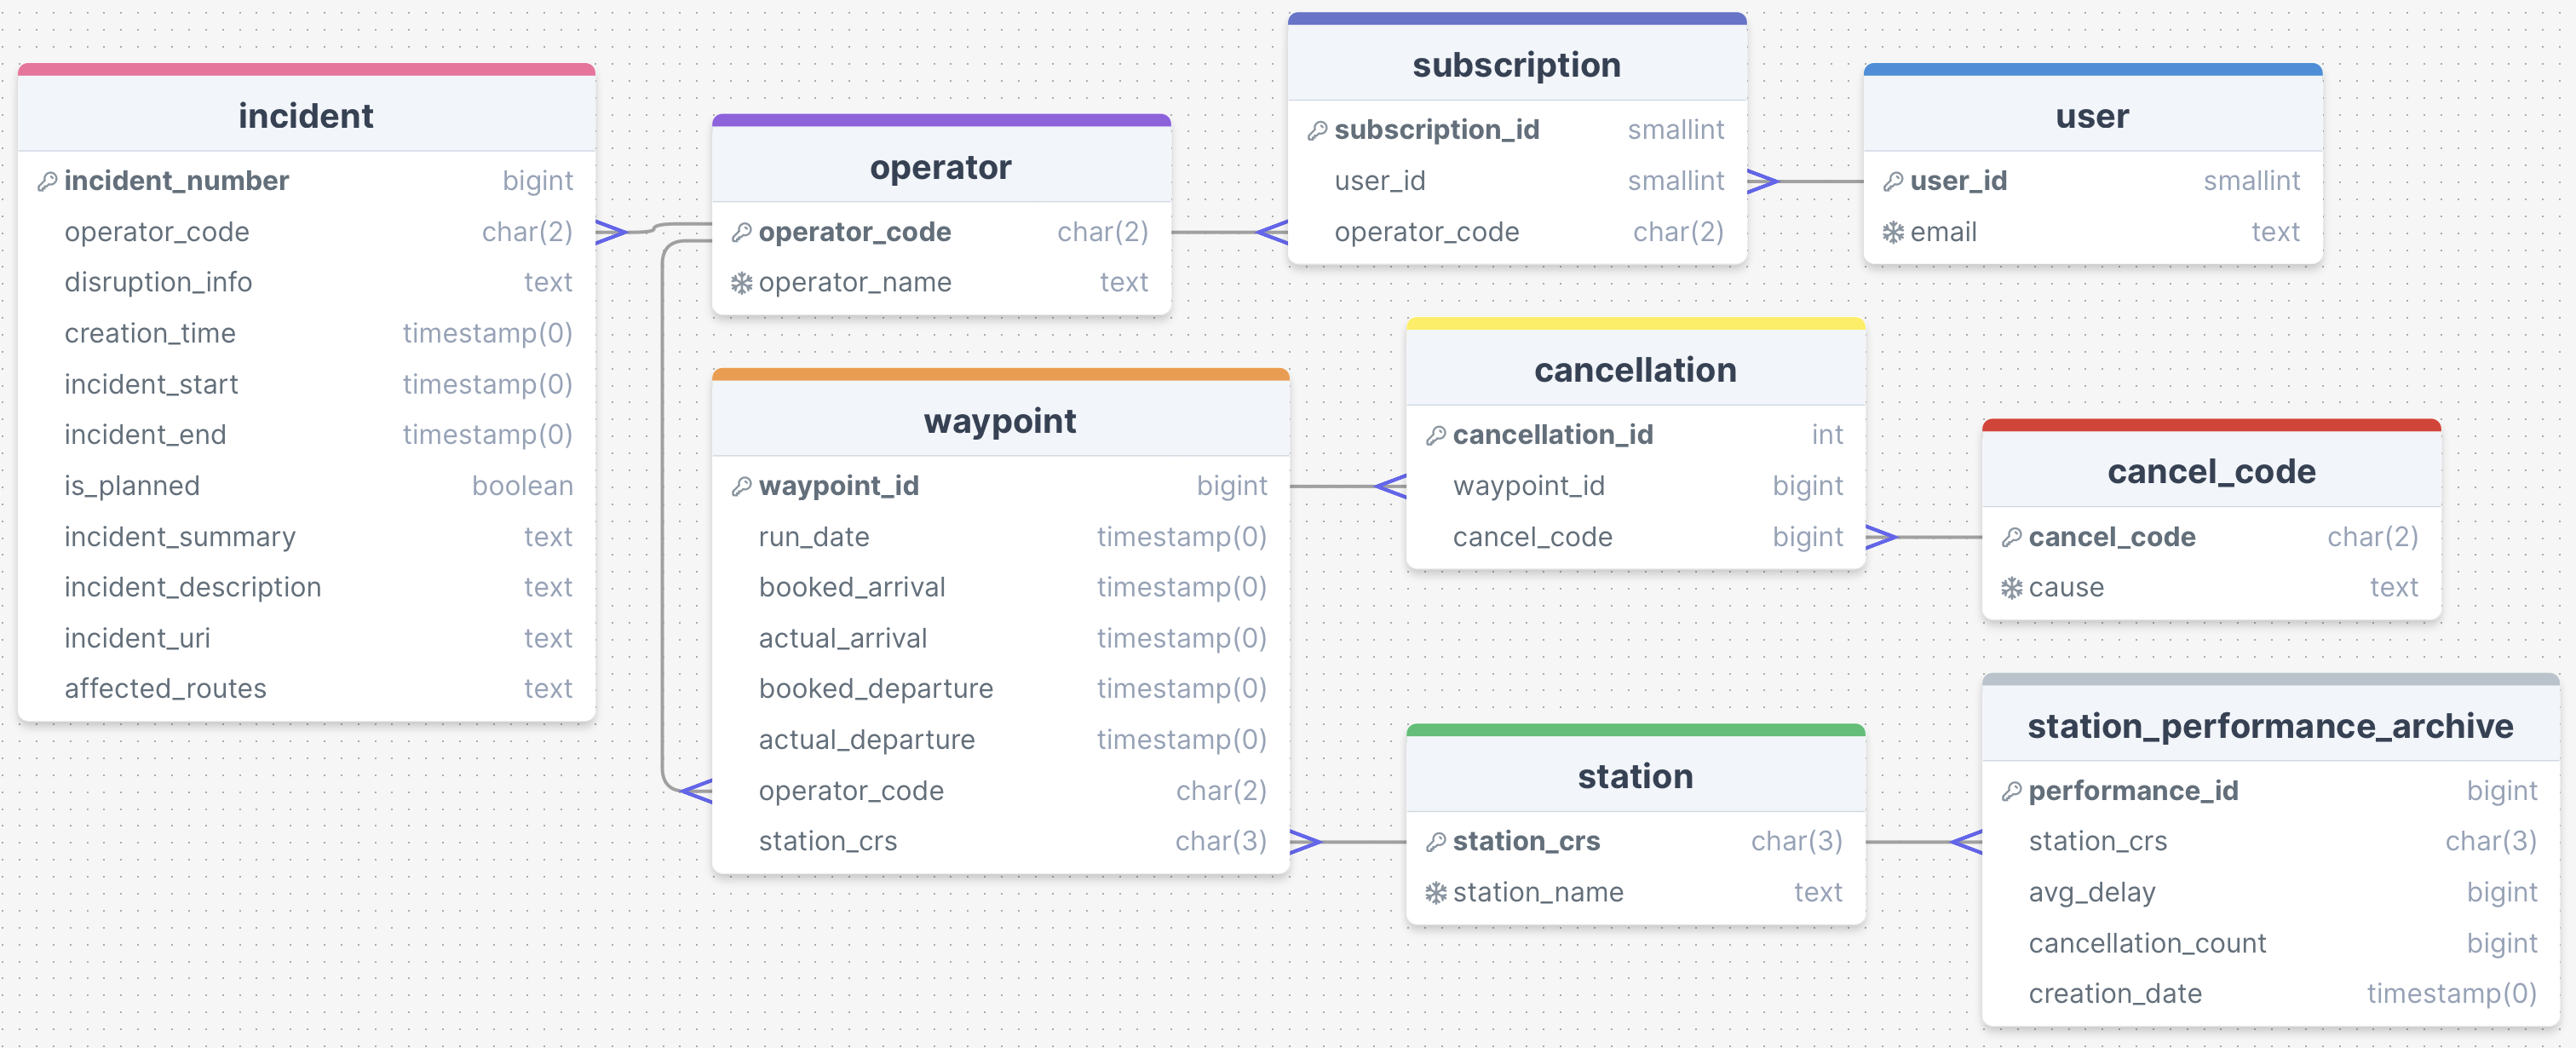 incident
incident_number bigint
operator_code char(2)
disruption_info text
creation_time timestamp(0)
incident_start timestamp(0)
incident_end timestamp(0)
is_planned boolean
incident_summary text
incident_description text
incident_uri text
affected_routes text
operator
operator_code char(2)
operator_name text
subscription
subscription_id smallint
user_id smallint
operator_code char(2)
user
user_id smallint
email text
waypoint
waypoint_id bigint
run_date timestamp(0)
booked_arrival timestamp(0)
actual_arrival timestamp(0)
booked_departure timestamp(0)
actual_departure timestamp(0)
operator_code char(2)
station_crs char(3)
cancellation
cancellation_id int
waypoint_id bigint
cancel_code bigint
cancel_code
cancel_code char(2)
cause text
station
station_crs char(3)
station_name text
station_performance_archive
performance_id bigint
station_crs char(3)
avg_delay bigint
cancellation_count bigint
creation_date timestamp(0)